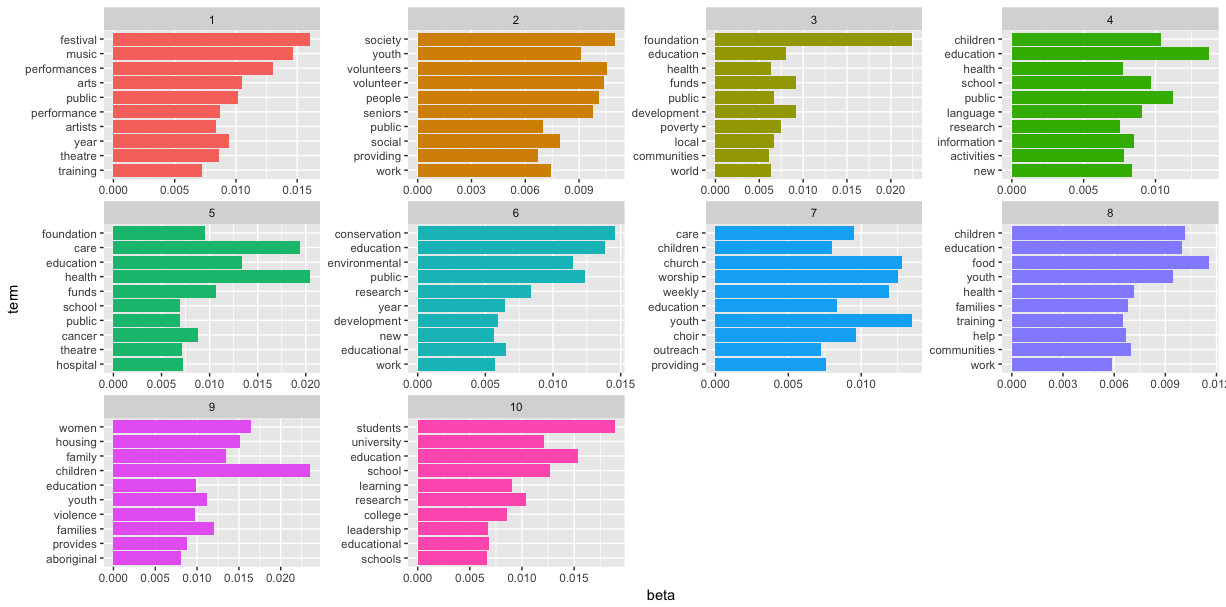 1
festival
music
performances
arts
public
performance
artists
year
theatre
training
0.000 0.005 0.010 0.015
2
society
youth
volunteers
volunteer
people
seniors
public
social
providing
work
0.000 0.003 0.006 0.009
3
foundation
education
health
funds
public
development
poverty
local
communities
world
0.000 0.005 0.010 0.015 0.020
4
children
education
health
school
public
language
research
information
activities
new
0.000 0.005 0.010
5
foundation
care
education
health
funds
school
public
cancer
theatre
hospital
0.000 0.005 0.010 0.015 0.020
6
conservation
education
environmental
public
research
year
development
new
educational
work
0.000 0.005 0.010 0.015
7
care
children
church
worship
weekly
education
youth
choir
outreach
providing
0.000 0.005 0.010
8
children
education
food
youth
health
families
training
help
communities
work
0.000 0.003 0.006 0.009 0.012
9
women
housing
family
children
education
youth
violence
families
provides
aboriginal
0.000 0.005 0.010 0.015 0.020
10
students
university
education
school
learning
research
college
leadership
educational
schools
0.000 0.005 0.010 0.015
term
beta